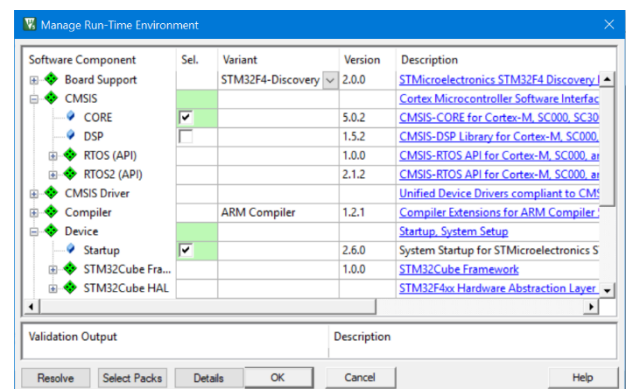 Manage Run-Time Environment
Software Component Sel. Variant Version Description
Board Support STM32F4-Discovery 2.0.0 STMicroelectronics STM32F4 Discovery
CMSIS Cortex Microcontroller Software Interfac
CORE 5.0.2 CMSIS-CORE for Cortex-M, SC000, SC30
DSP 1.5.2 CMSIS-DSP Library for Cortex-M, SC000,
RTOS (API) 1.0.0 CMSIS-RTOS API for Cortex-M, SC000, ar
RTOS2 (API) 2.1.2 CMSIS-RTOS API for Cortex-M, SC000, ar
CMSIS Driver Unified Device Drivers compliant to CMS
Compiler ARM Compiler 1.2.1 Compiler Extensions for ARM Compiler
Device Startup, System Setup
Startup 2.6.0 System Startup for STMicroelectronics S
STM32Cube Fra... 1.0.0 STM32Cube Framework
STM32Cube HAL STM32F4xx Hardware Abstraction Layer
Validation Output Description
Resolve Select Packs Details OK Cancel Help